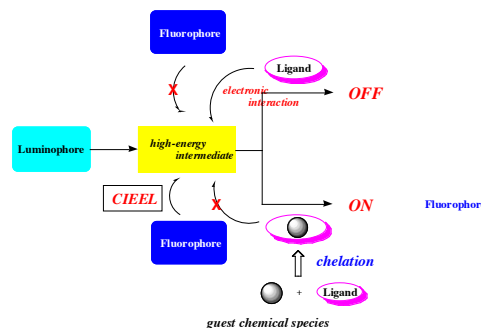 Fluorophore
Ligand
X
electronic
interaction
OFF
Luminophore
high-energy
intermediate
CIEEL
X
ON
Fluorophor
Fluorophore
chelation
+
Ligand
guest chemical species